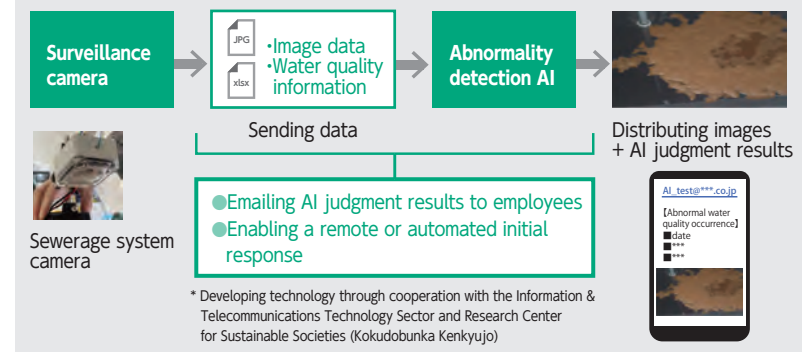 Surveillance
camera
JPG
xlsx
・Image data
・Water quality
information
Abnormality
detection AI
Sending data
Distributing images
+ AI judgment results
Sewerage system
camera
●Emailing AI judgment results to employees
●Enabling a remote or automated initial
response
AI_test@***.co.jp
【Abnormal water
quality occurrence】
■date
■***
■***
* Developing technology through cooperation with the Information &
Telecommunications Technology Sector and Research Center
for Sustainable Societies (Kokudobunka Kenkyujo)